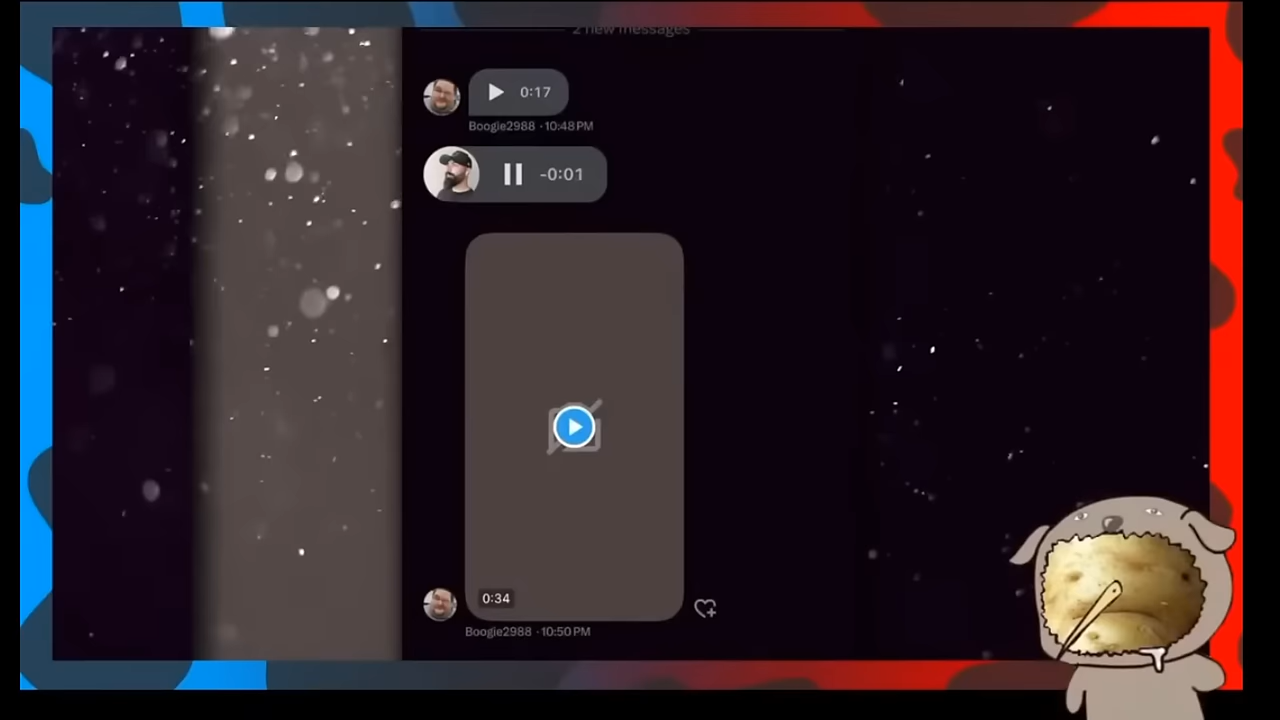 2 new messages
0:17
Boogie2988 · 10:48 PM
-0:01
0:34
Boogie2988 · 10:50 PM